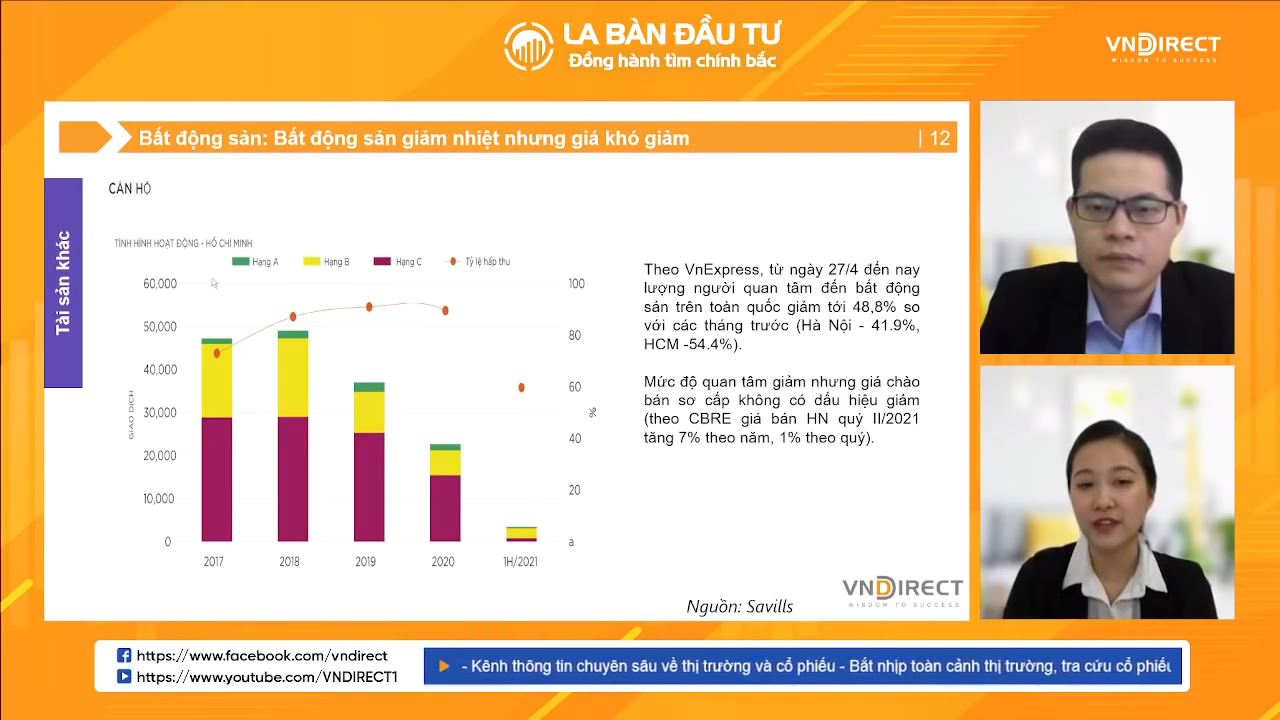 LA BÀN ĐẦU TƯ
Đồng hành tìm chính bắc
VNDIRECT
WISDOM TO SUCCESS
Bất động sản: Bất động sản giảm nhiệt nhưng giá khó giảm
| 12
Tài sản khác
CĂN HỘ
TÌNH HÌNH HOẠT ĐỘNG - HỒ CHÍ MINH
Hạng A
Hạng B
Hạng C
Tỷ lệ hấp thu
60,000
50,000
40,000
30,000
20,000
10,000
0
GIAO DỊCH
100
80
60
40
20
a
%
2017
2018
2019
2020
1H/2021
Theo VnExpress, từ ngày 27/4 đến nay
lượng người quan tâm đến bất động
sản trên toàn quốc giảm tới 48,8% so
với các tháng trước (Hà Nội - 41.9%,
HCM -54.4%).
Mức độ quan tâm giảm nhưng giá chào
bán sơ cấp không có dấu hiệu giảm
(theo CBRE giá bán HN quý II/2021
tăng 7% theo năm, 1% theo quý).
Nguồn: Savills
VNDIRECT
WISDOM TO SUCCESS
https://www.facebook.com/vndirect
https://www.youtube.com/VNDIRECT1
- Kênh thông tin chuyên sâu về thị trường và cổ phiếu - Bắt nhịp toàn cảnh thị trường, tra cứu cổ phiếu